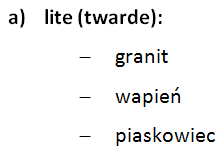 a) lite (twarde):
– granit
– wapień
– piaskowiec